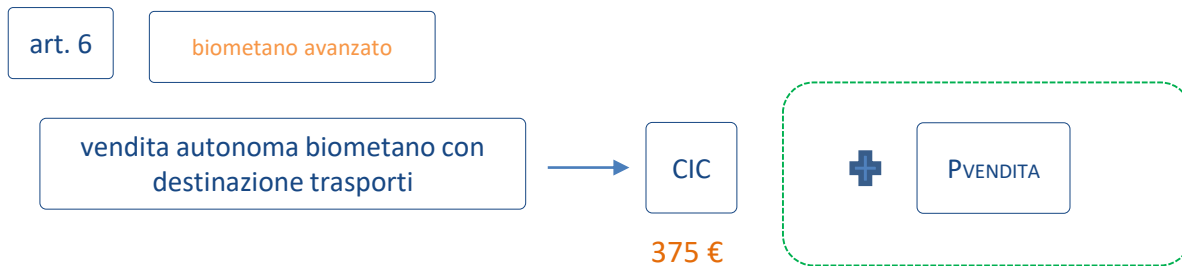 art. 6
biometano avanzato
vendita autonoma biometano con
destinazione trasporti
CIC
PVENDITA
375 €